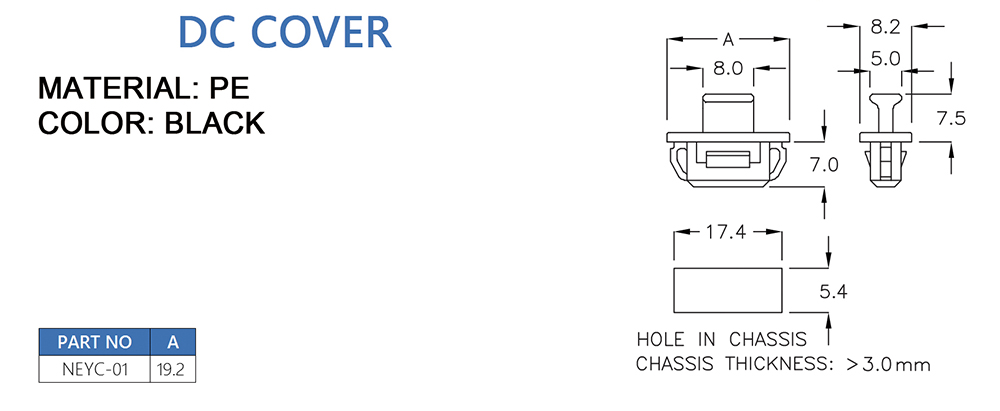 DC COVER
MATERIAL: PE
COLOR: BLACK
A
8.0
8.2
5.0
7.5
7.0
17.4
5.4
HOLE IN CHASSIS
CHASSIS THICKNESS: >3.0mm
PART NO A
NEYC-01 19.2